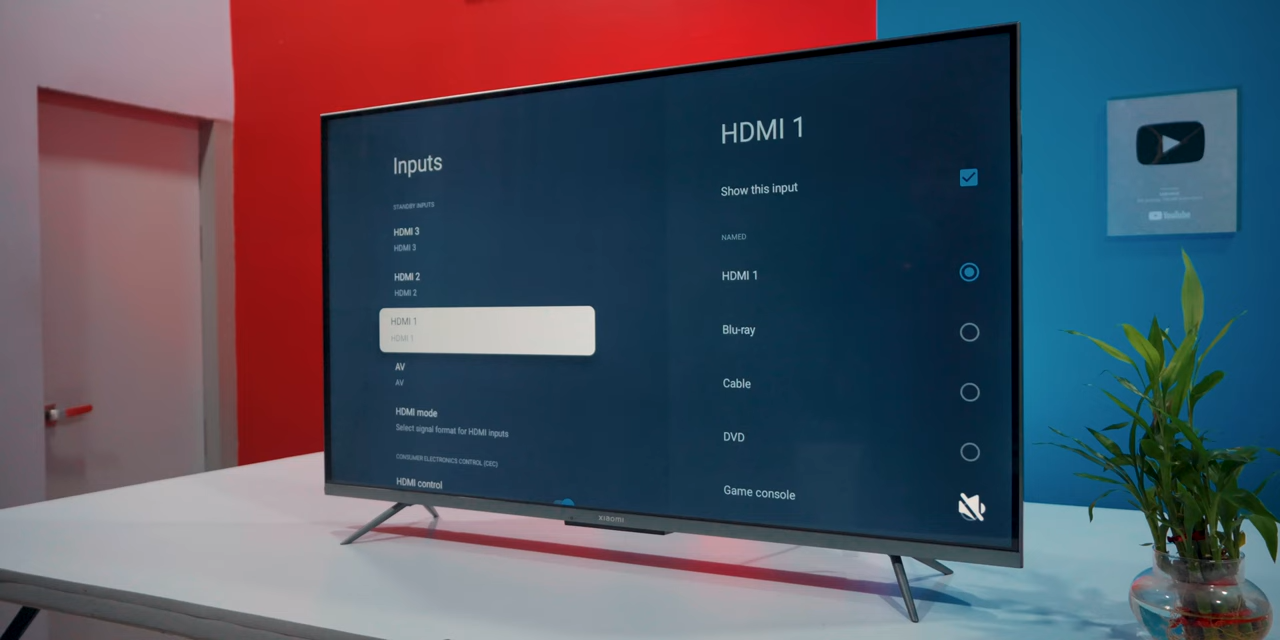 Inputs
STANDBY INPUTS
HDMI 3
HDMI 3
HDMI 2
HDMI 2
HDMI 1
HDMI 1
AV
AV
HDMI mode
Select signal format for HDMI inputs
CONSUMER ELECTRONICS CONTROL (CEC)
HDMI control
HDMI 1
Show this input
NAMED
HDMI 1
Blu-ray
Cable
DVD
Game console
xiaomi
YouTube